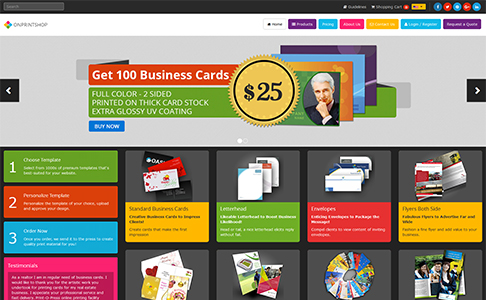 Search
Guidelines
Shopping Cart
ONPRINTSHOP
Home
Products
Pricing
About Us
Contact Us
Login / Register
Request a Quote
Get 100 Business Cards
FULL COLOR - 2 SIDED
PRINTED ON THICK CARD STOCK
EXTRA GLOSSY UV COATING
BUY NOW
$25
1 Choose Template
Select from 1000s of premium templates that's
best-suited for your website.
2 Personalize Template
Personalize the template of your choice, upload
and approve your design.
3 Order Now
Once you order, we send it to the press to create
quality print material for you!
Testimonials
As a realtor I am in regular need of business cards. I
would like to thank you for the artistic work you
undertook for printing cards for my real estate
business. I appreciate your professional service and
fast delivery. Print-O-Press online printing facility
Standard Business Cards
Creative Business Cards to Impress
Clients!
Create cards that make the first
impression!
Letterhead
Likeable Letterhead to Boost Business
Likelihood!
Head or tail, a nice letterhead sticks reply
without fail.
Envelopes
Enticing Envelopes to Package the
Message!
Compel clients to view content of inviting
envelopes.
Flyers Both Side
Fabulous Flyers to Advertise Far and
Wide!
Fashion a fine flyer and add value to your
business!